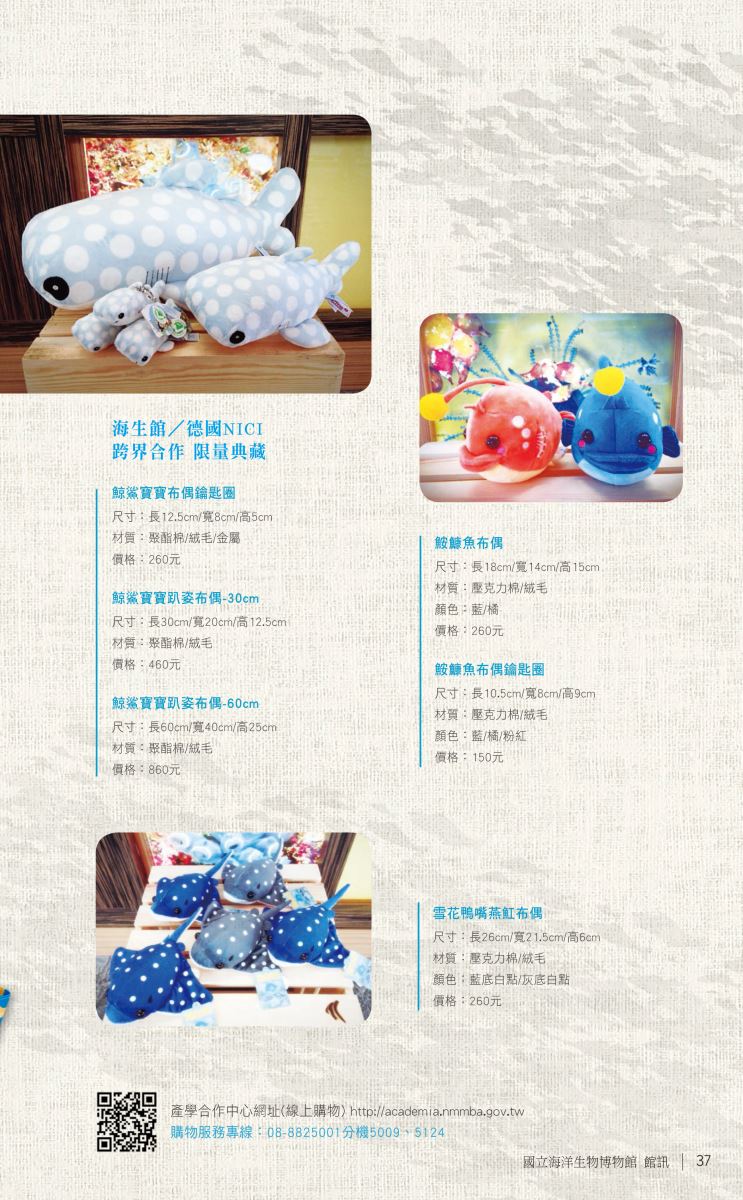 海生館／德國NICI
跨界合作 限量典藏
鯨鯊寶寶布偶鑰匙圈
尺寸：長12.5cm/寬8cm/高5cm
材質：聚酯棉/絨毛/金屬
價格：260元
鯨鯊寶寶趴姿布偶-30cm
尺寸：長30cm/寬20cm/高12.5cm
材質：聚酯棉/絨毛
價格：460元
鯨鯊寶寶趴姿布偶-60cm
尺寸：長60cm/寬40cm/高25cm
材質：聚酯棉/絨毛
價格：860元
鮟鱇魚布偶
尺寸：長18cm/寬14cm/高15cm
材質：壓克力棉/絨毛
顏色：藍/橘
價格：260元
鮟鱇魚布偶鑰匙圈
尺寸：長10.5cm/寬8cm/高9cm
材質：壓克力棉/絨毛
顏色：藍/橘/粉紅
價格：150元
雪花鴨嘴燕魟布偶
尺寸：長26cm/寬21.5cm/高6cm
材質：壓克力棉/絨毛
顏色：藍底白點/灰底白點
價格：260元
產學合作中心網址(線上購物) http://academia.nmmba.gov.tw
購物服務專線：08-8825001分機5009、5124
國立海洋生物博物館 館訊 │ 37